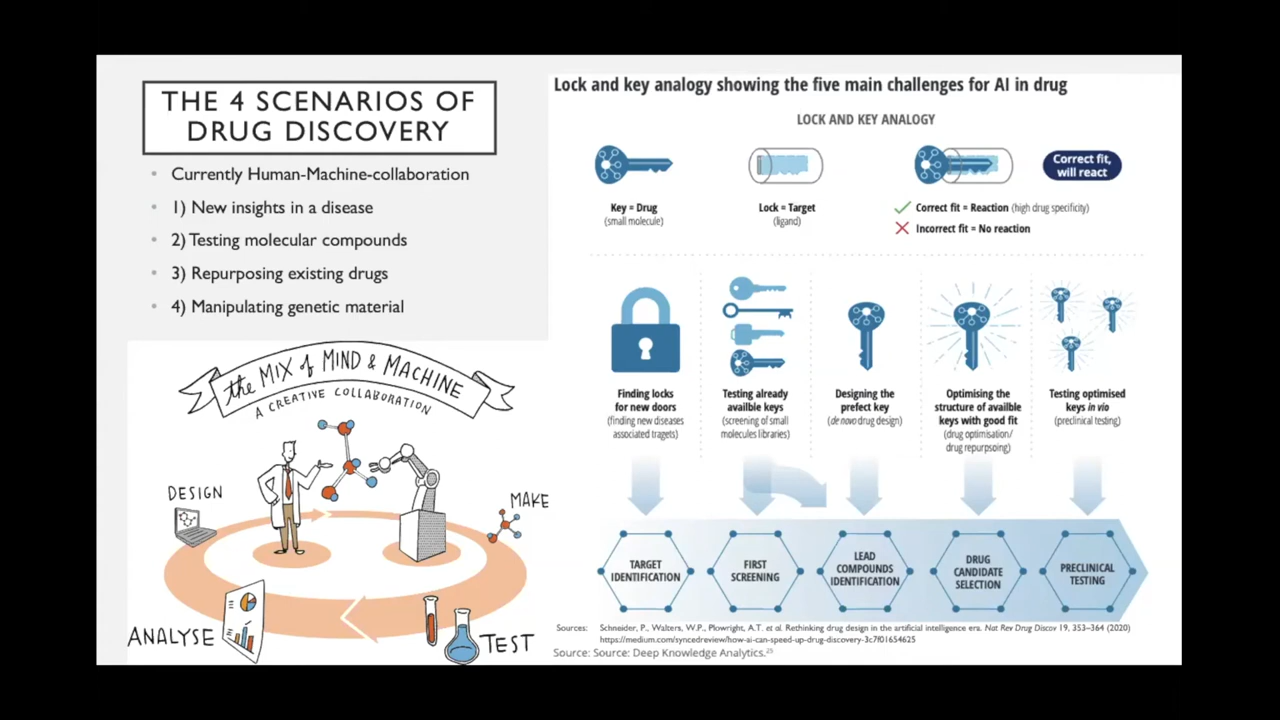 THE 4 SCENARIOS OF
DRUG DISCOVERY
• Currently Human-Machine-collaboration
• 1) New insights in a disease
• 2) Testing molecular compounds
• 3) Repurposing existing drugs
• 4) Manipulating genetic material
the MIX of MIND & MACHINE
A CREATIVE COLLABORATION
DESIGN
MAKE
ANALYSE
TEST
Lock and key analogy showing the five main challenges for AI in drug
LOCK AND KEY ANALOGY
Correct fit,
will react
Key = Drug
(small molecule)
Lock = Target
(ligand)
Correct fit = Reaction (high drug specificity)
Incorrect fit = No reaction
Finding locks
for new doors
(finding new diseases
associated tragets)
Testing already
availble keys
(screening of small
molecules libraries)
Designing the
prefect key
(de novo drug design)
Optimising the
structure of availble
keys with good fit
(drug optimisation/
drug repurpsoing)
Testing optimised
keys in vio
(preclinical testing)
TARGET
IDENTIFICATION
FIRST
SCREENING
LEAD
COMPOUNDS
IDENTIFICATION
DRUG
CANDIDATE
SELECTION
PRECLINICAL
TESTING
Sources: Schneider, P., Walters, W.P., Plowright, A.T. et al. Rethinking drug design in the artificial intelligence era. Nat Rev Drug Discov 19, 353–364 (2020)
https://medium.com/syncedreview/how-ai-can-speed-up-drug-discovery-3c7f01654625
Source: Source: Deep Knowledge Analytics.25